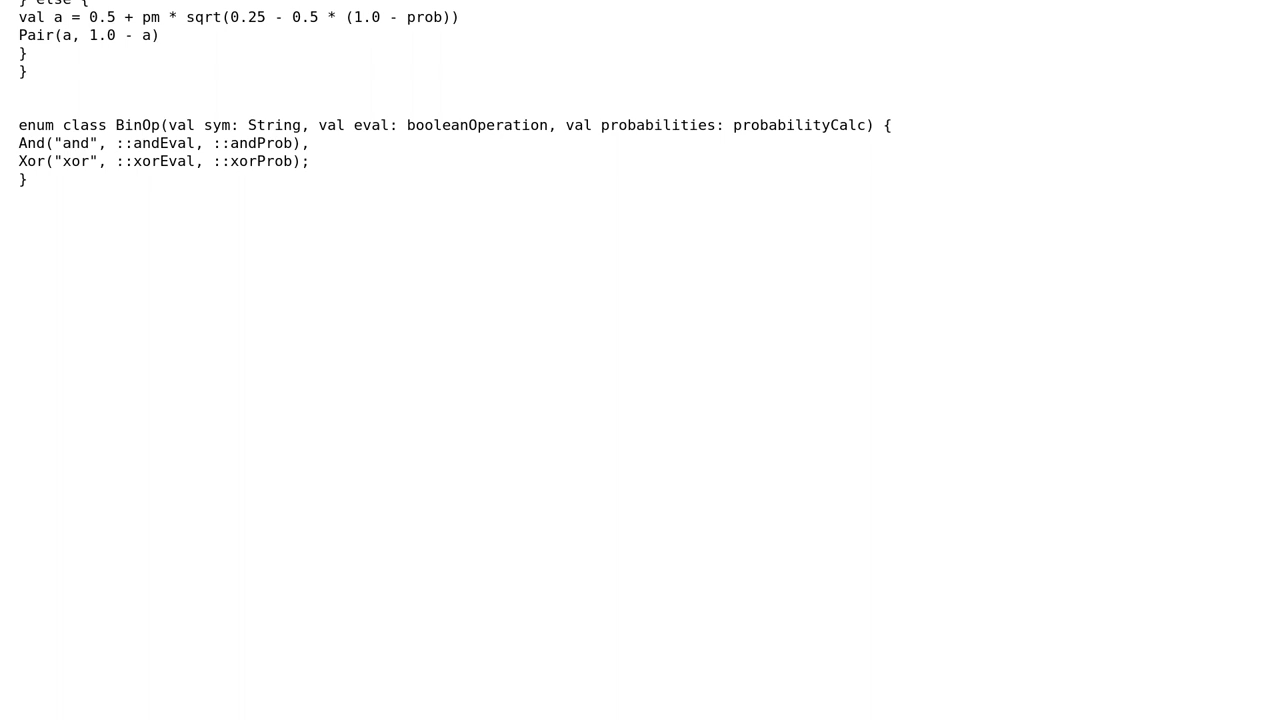 } else {
val a = 0.5 + pm * sqrt(0.25 - 0.5 * (1.0 - prob))
Pair(a, 1.0 - a)
}
}
enum class BinOp(val sym: String, val eval: booleanOperation, val probabilities: probabilityCalc) {
And("and", ::andEval, ::andProb),
Xor("xor", ::xorEval, ::xorProb);
}